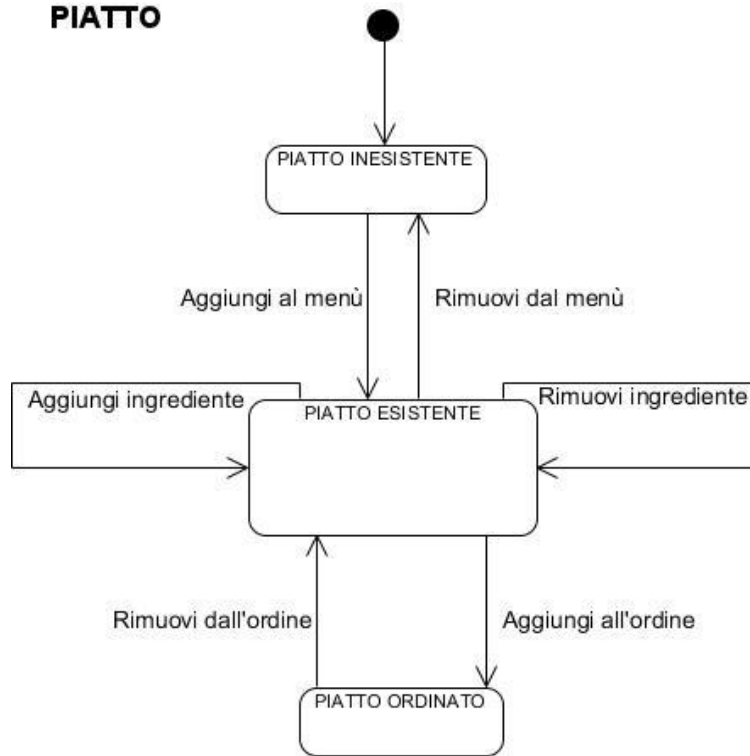 PIATTO
PIATTO INESISTENTE
Aggiungi al menù
Rimuovi dal menù
Aggiungi ingrediente
Rimuovi ingrediente
PIATTO ESISTENTE
Rimuovi dall'ordine
Aggiungi all'ordine
PIATTO ORDINATO